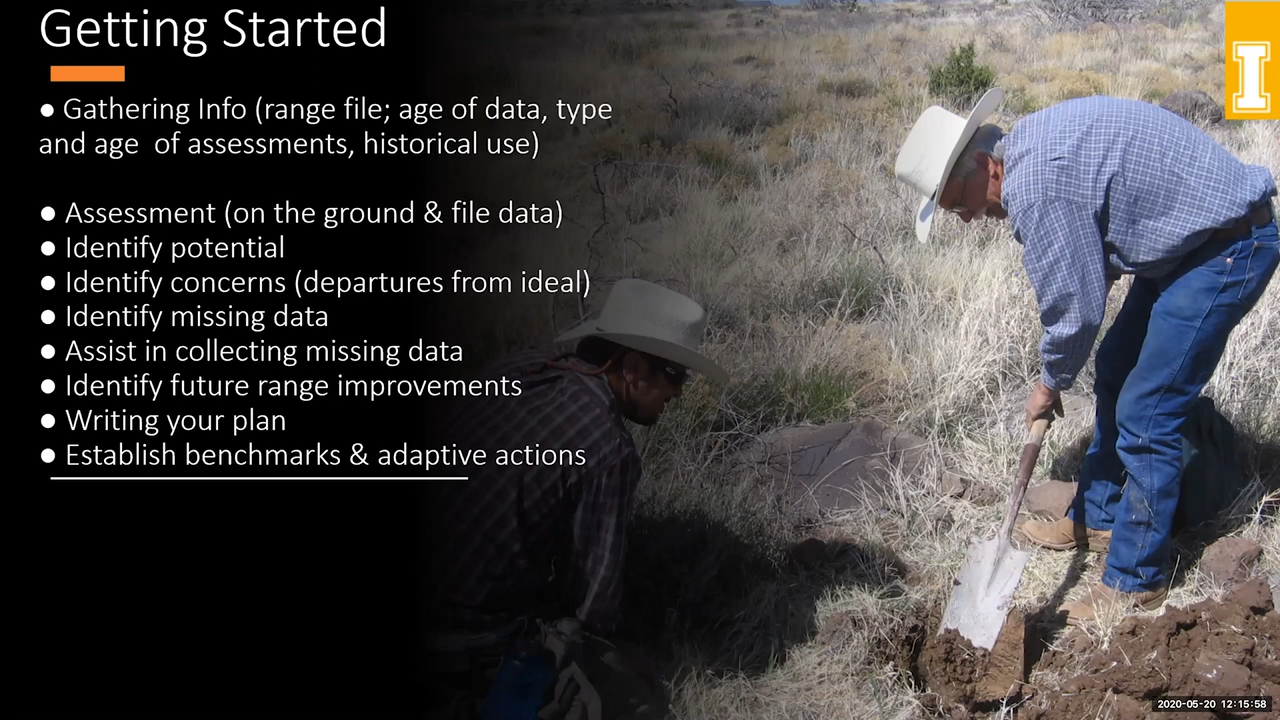 Getting Started
● Gathering Info (range file; age of data, type
and age  of assessments, historical use)
● Assessment (on the ground & file data)
● Identify potential
● Identify concerns (departures from ideal)
● Identify missing data
● Assist in collecting missing data
● Identify future range improvements
● Writing your plan
● Establish benchmarks & adaptive actions
I
2020-05-20 12:15:58